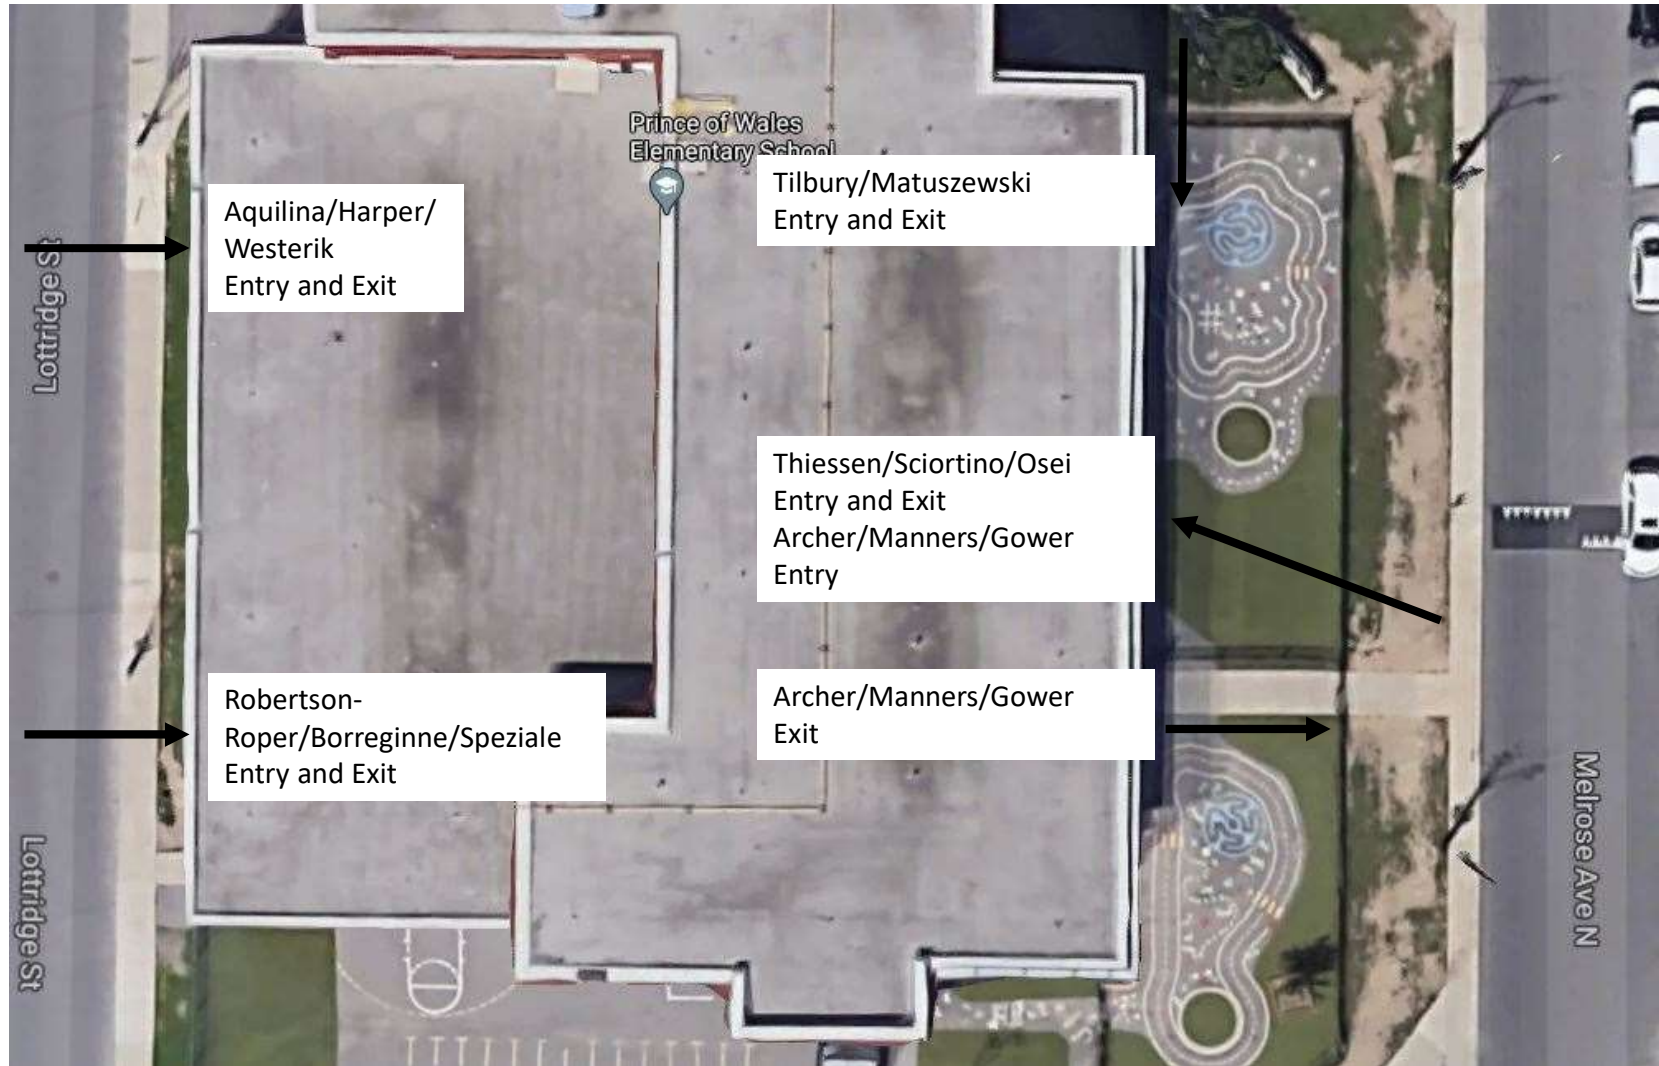 Prince of Wales
Elementary School
Aquilina/Harper/
Westerik
Entry and Exit
Tilbury/Matuszewski
Entry and Exit
Lottridge St
Thiessen/Sciortino/Osei
Entry and Exit
Archer/Manners/Gower
Entry
Robertson-
Roper/Borreginne/Speziale
Entry and Exit
Archer/Manners/Gower
Exit
Melrose Ave N
Lottridge St